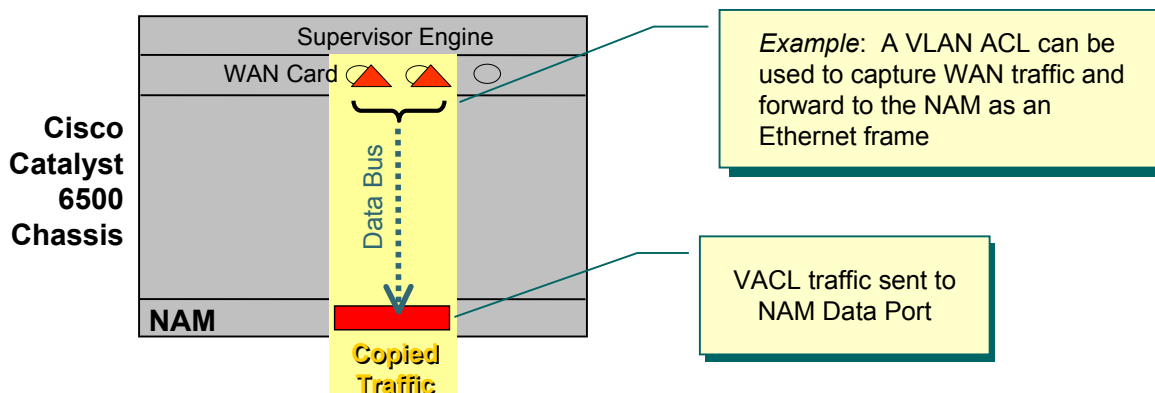 Supervisor Engine
WAN Card
Cisco
Catalyst
6500
Chassis
Data Bus
NAM
Copied
Traffic
Example: A VLAN ACL can be
used to capture WAN traffic and
forward to the NAM as an
Ethernet frame
VACL traffic sent to
NAM Data Port